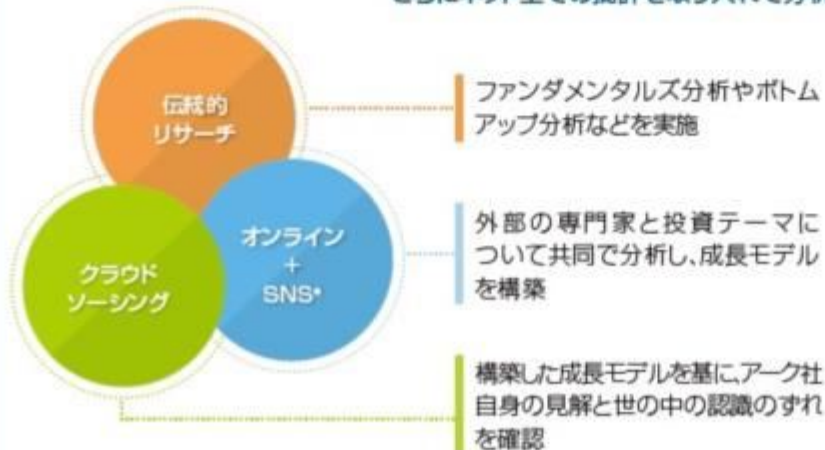 伝統的
リサーチ
ファンダメンタルズ分析やボトム
アップ分析などを実施
オンライン
+
SNS*
外部の専門家と投資テーマに
ついて共同で分析し、成長モデル
を構築
クラウド
ソーシング
構築した成長モデルを基に、アーク社
自身の見解と世の中の認識のずれ
を確認